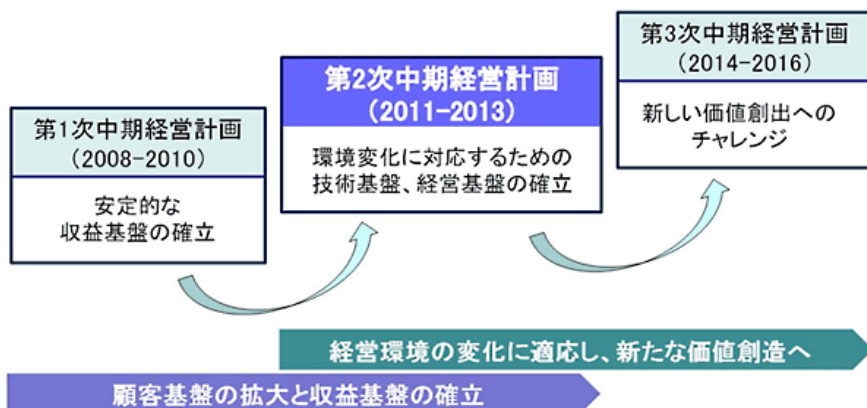 第1次中期経営計画
(2008-2010)
安定的な
収益基盤の確立
第2次中期経営計画
(2011-2013)
環境変化に対応するための
技術基盤、経営基盤の確立
第3次中期経営計画
(2014-2016)
新しい価値創出への
チャレンジ
経営環境の変化に適応し、新たな価値創造へ
顧客基盤の拡大と収益基盤の確立